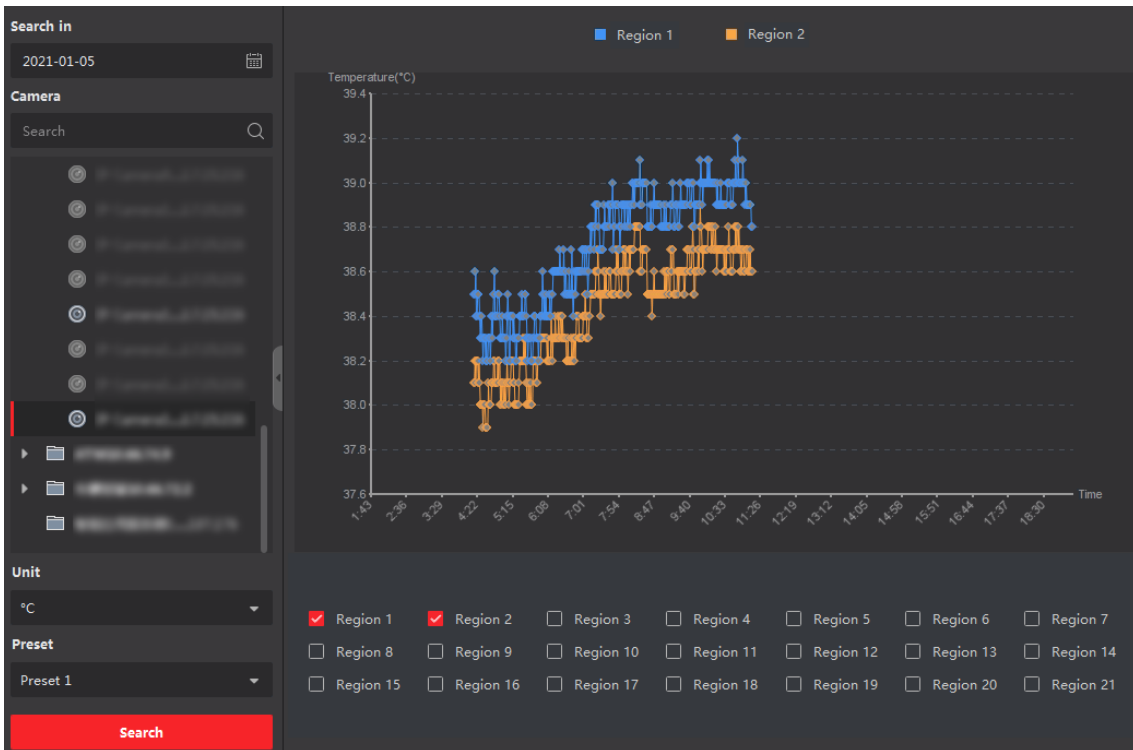 Search in
2021-01-05
Camera
Search
Unit
°C
Preset
Preset 1
Search
Region 1 Region 2
Temperature(°C)
39.4
39.2
39.0
38.8
38.6
38.4
38.2
38.0
37.8
37.6
1:43 2:36 3:29 4:22 5:15 6:08 7:01 7:54 8:47 9:40 10:33 11:26 12:19 13:12 14:05 14:58 15:51 16:44 17:37 18:30
Time
Region 1 Region 2 Region 3 Region 4 Region 5 Region 6 Region 7
Region 8 Region 9 Region 10 Region 11 Region 12 Region 13 Region 14
Region 15 Region 16 Region 17 Region 18 Region 19 Region 20 Region 21